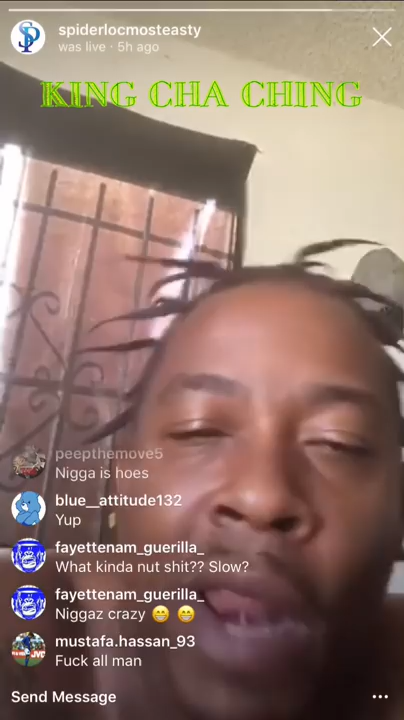 spiderlocmosteasty
was live · 5h ago
KING CHA CHING
peepthemove5
Nigga is hoes
blue__attitude132
Yup
fayettenam_guerilla_
What kinda nut shit?? Slow?
fayettenam_guerilla_
Niggaz crazy 😁 😁
mustafa.hassan_93
Fuck all man
Send Message